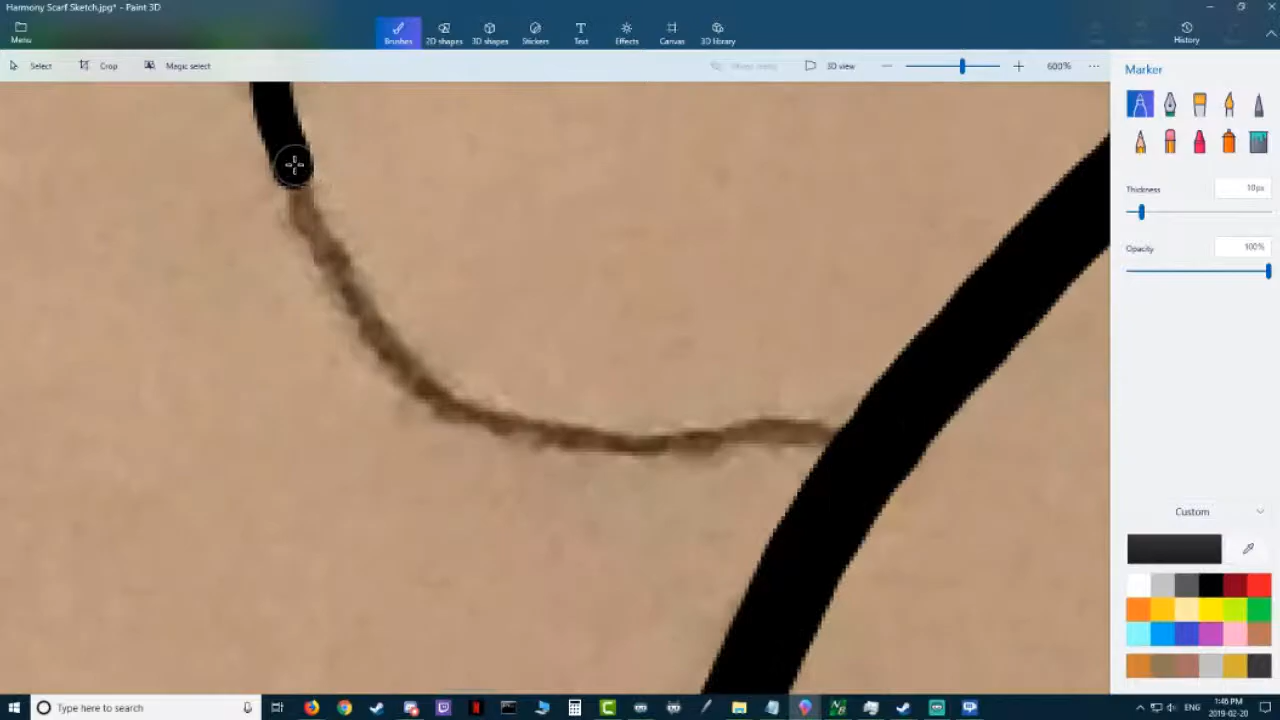 Harmony Scarf Sketch.jpg* - Paint 3D
Menu
Brushes
2D shapes
3D shapes
Stickers
Text
Effects
Canvas
3D library
History
Select
Crop
Magic select
3D view
600%
Marker
Thickness
10px
Opacity
100%
Custom
Type here to search
ENG
1:46 PM
2019-02-20